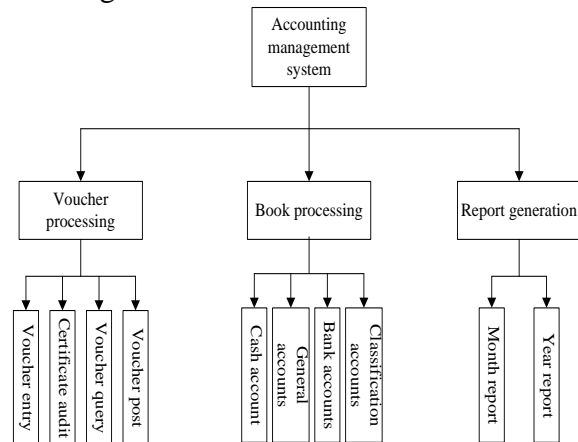 Accounting
management
system
Voucher
processing
Book processing
Report generation
Voucher entry
Certificate audit
Voucher query
Voucher post
Cash account
General
accounts
Bank accounts
Classification
accounts
Month report
Year report